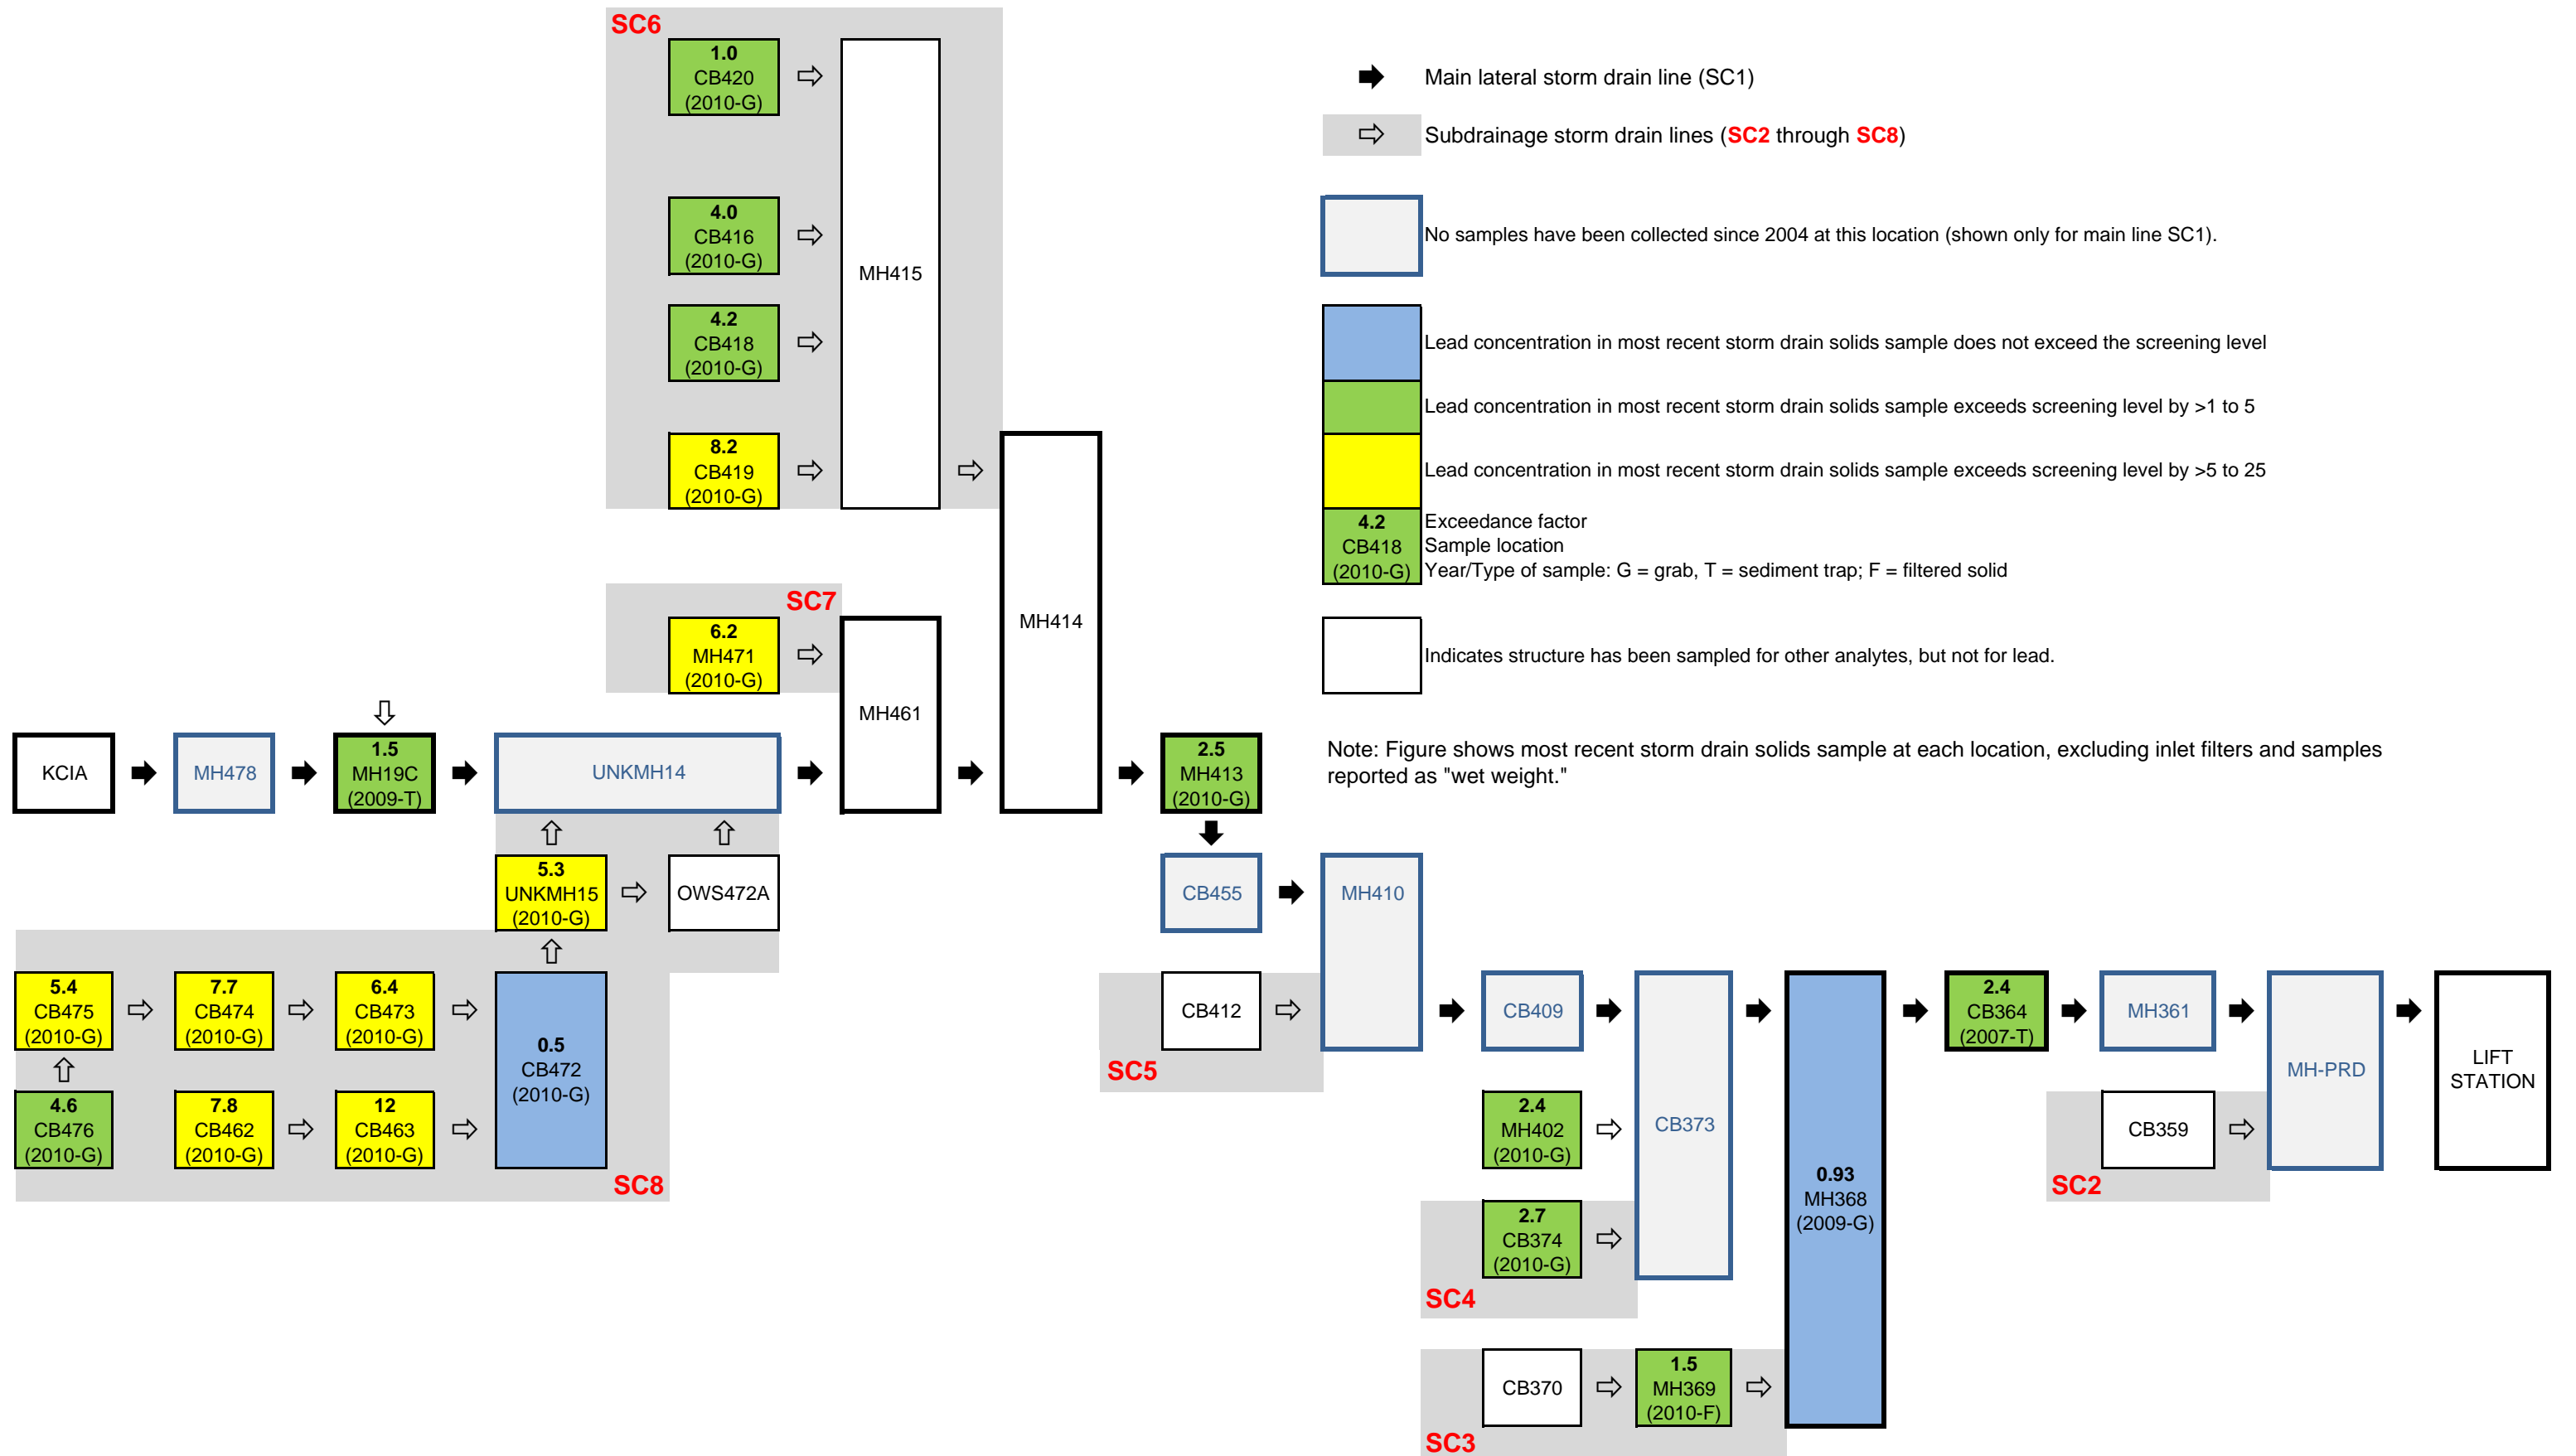 SC6
1.0
CB420
(2010-G)
4.0
CB416
(2010-G)
4.2
CB418
(2010-G)
8.2
CB419
(2010-G)
MH415
Main lateral storm drain line (SC1)
Subdrainage storm drain lines (SC2 through SC8)
No samples have been collected since 2004 at this location (shown only for main line SC1).
Lead concentration in most recent storm drain solids sample does not exceed the screening level
Lead concentration in most recent storm drain solids sample exceeds screening level by >1 to 5
Lead concentration in most recent storm drain solids sample exceeds screening level by >5 to 25
4.2
CB418
(2010-G)
Exceedance factor
Sample location
Year/Type of sample: G = grab, T = sediment trap; F = filtered solid
Indicates structure has been sampled for other analytes, but not for lead.
Note: Figure shows most recent storm drain solids sample at each location, excluding inlet filters and samples
reported as "wet weight."
SC7
6.2
MH471
(2010-G)
MH461
MH414
KCIA
MH478
1.5
MH19C
(2009-T)
UNKMH14
2.5
MH413
(2010-G)
5.3
UNKMH15
(2010-G)
OWS472A
CB455
MH410
5.4
CB475
(2010-G)
7.7
CB474
(2010-G)
6.4
CB473
(2010-G)
0.5
CB472
(2010-G)
4.6
CB476
(2010-G)
7.8
CB462
(2010-G)
12
CB463
(2010-G)
SC8
CB412
SC5
CB409
CB373
2.4
MH402
(2010-G)
2.7
CB374
(2010-G)
SC4
CB370
1.5
MH369
(2010-F)
SC3
0.93
MH368
(2009-G)
2.4
CB364
(2007-T)
MH361
CB359
SC2
MH-PRD
LIFT
STATION